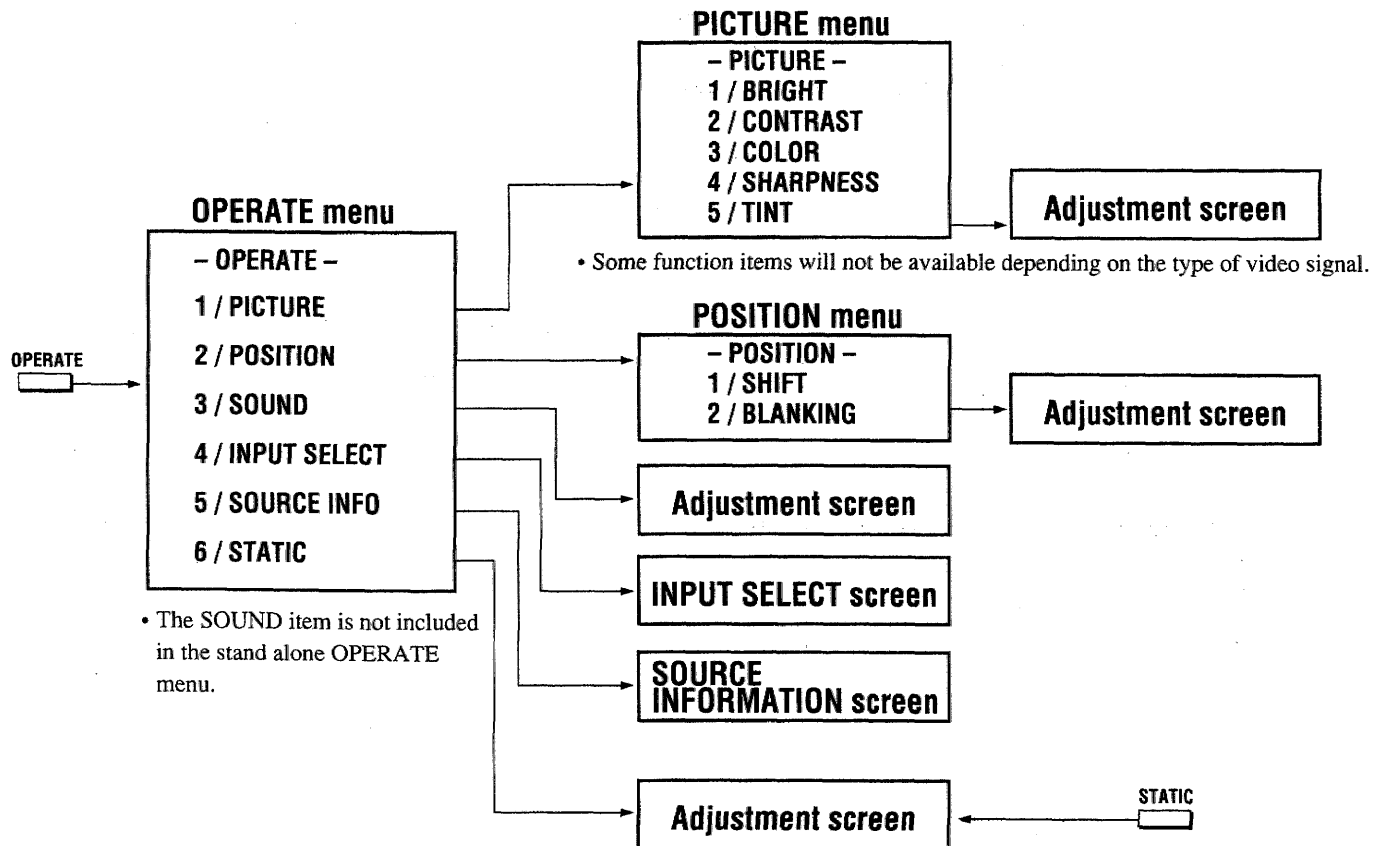 PICTURE menu
– PICTURE –
1 / BRIGHT
2 / CONTRAST
3 / COLOR
4 / SHARPNESS
5 / TINT
Adjustment screen
• Some function items will not be available depending on the type of video signal.
OPERATE menu
– OPERATE –
1 / PICTURE
2 / POSITION
3 / SOUND
4 / INPUT SELECT
5 / SOURCE INFO
6 / STATIC
OPERATE
• The SOUND item is not included
in the stand alone OPERATE
menu.
POSITION menu
– POSITION –
1 / SHIFT
2 / BLANKING
Adjustment screen
Adjustment screen
INPUT SELECT screen
SOURCE
INFORMATION screen
Adjustment screen
STATIC